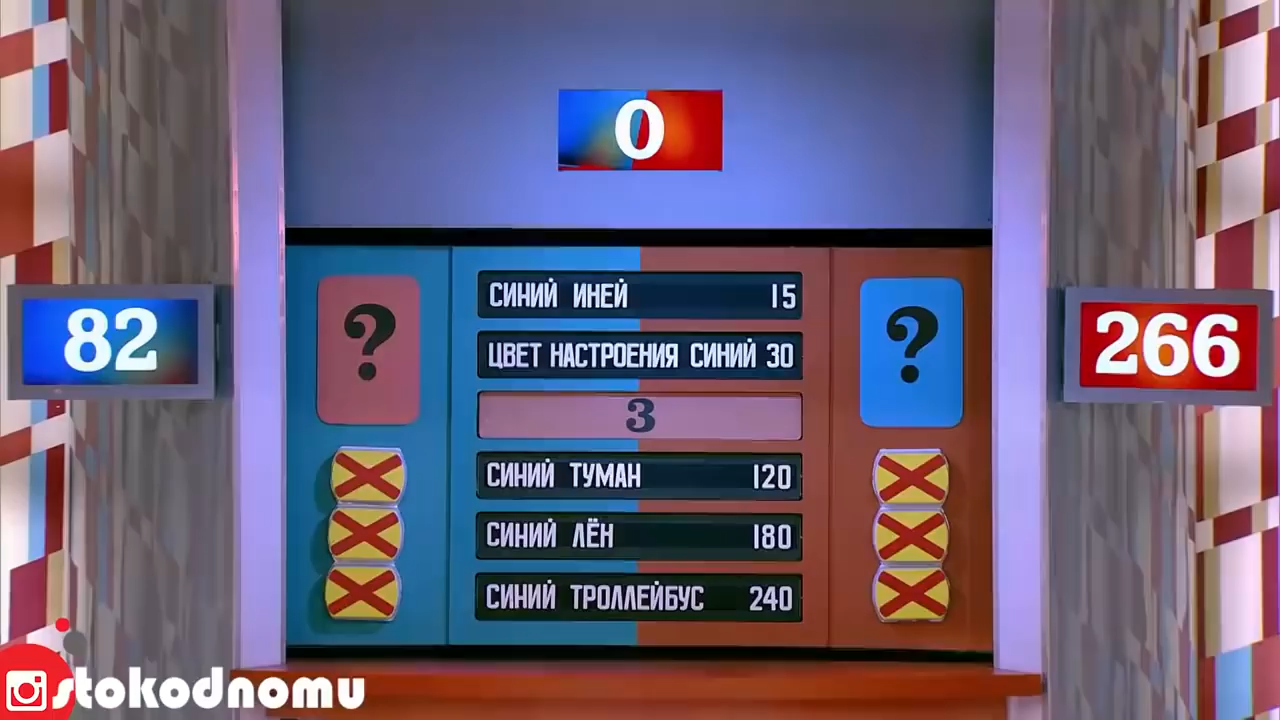 0
82
266
?
?
СИНИЙ ИНЕЙ 15
ЦВЕТ НАСТРОЕНИЯ СИНИЙ 30
3
СИНИЙ ТУМАН 120
СИНИЙ ЛЁН 180
СИНИЙ ТРОЛЛЕЙБУС 240
stokodnomu